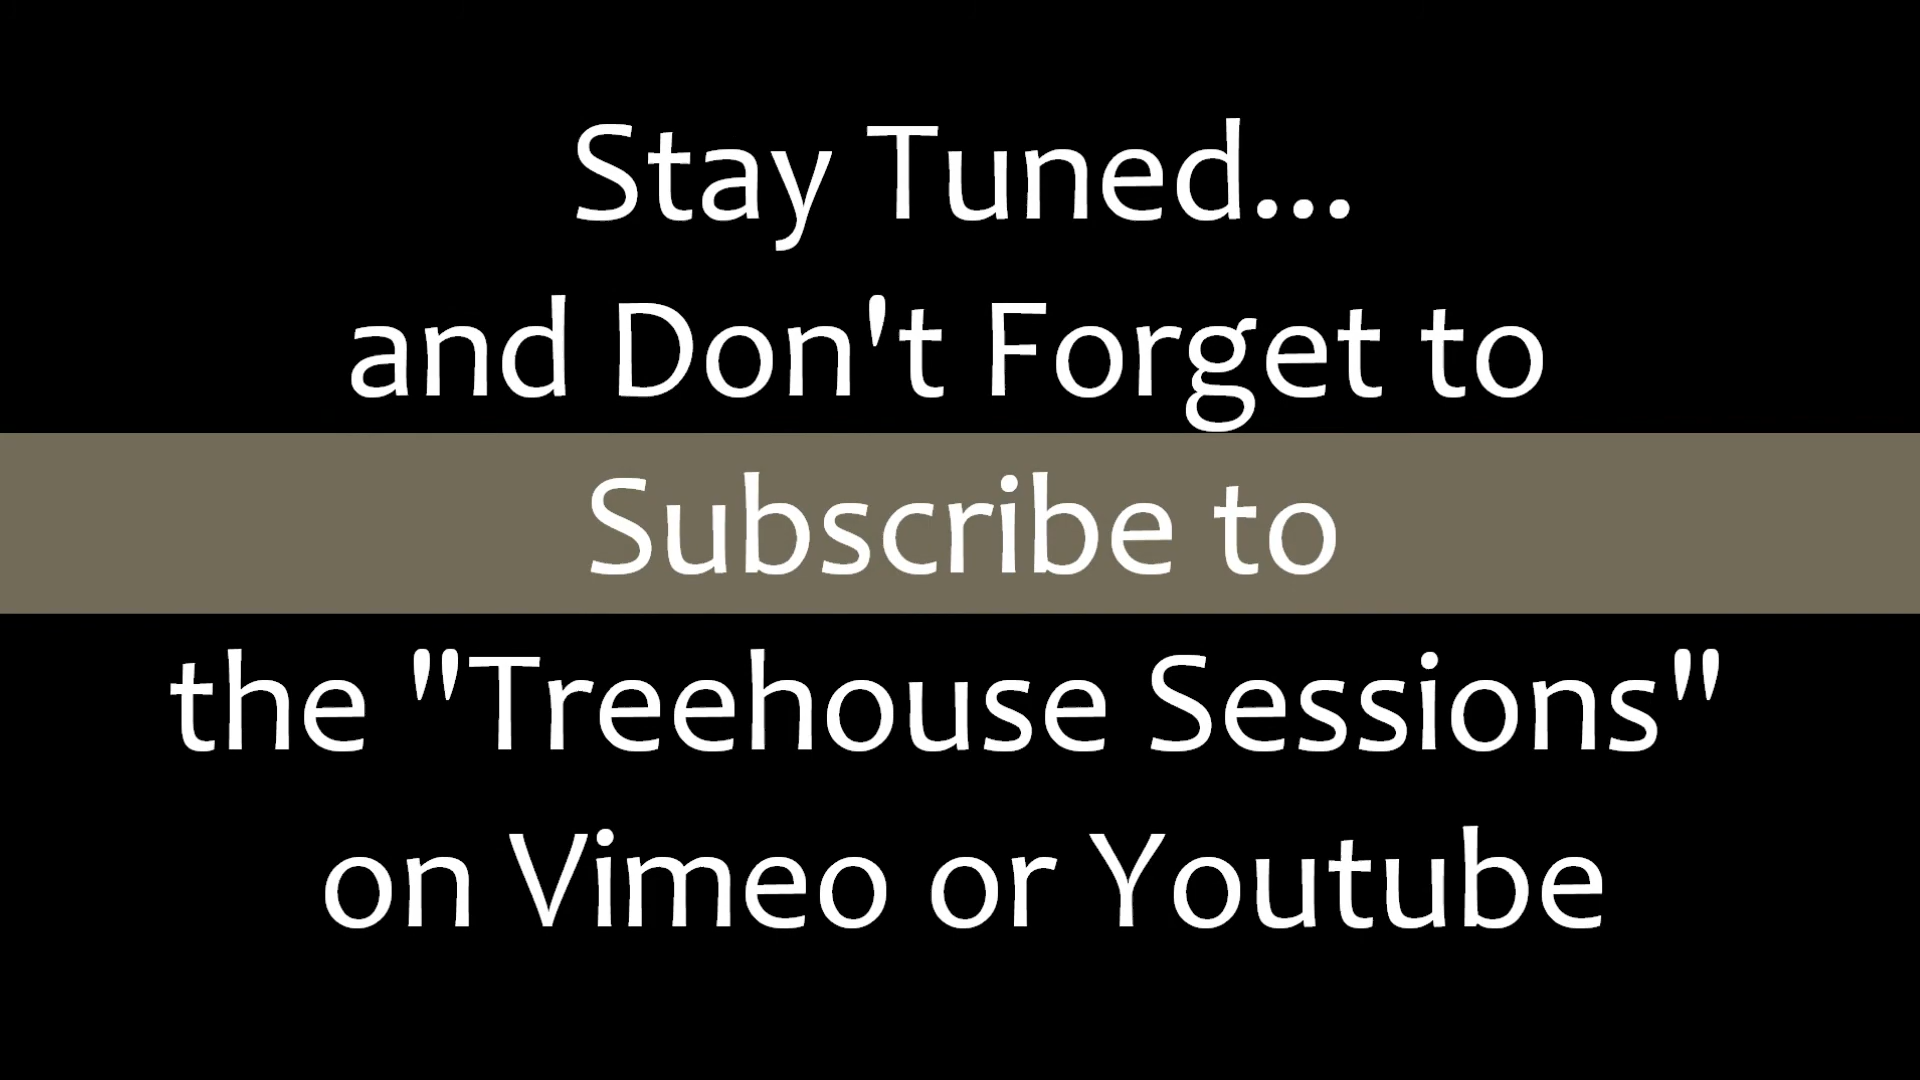 Stay Tuned...
and Don't Forget to
Subscribe to
the "Treehouse Sessions"
on Vimeo or Youtube